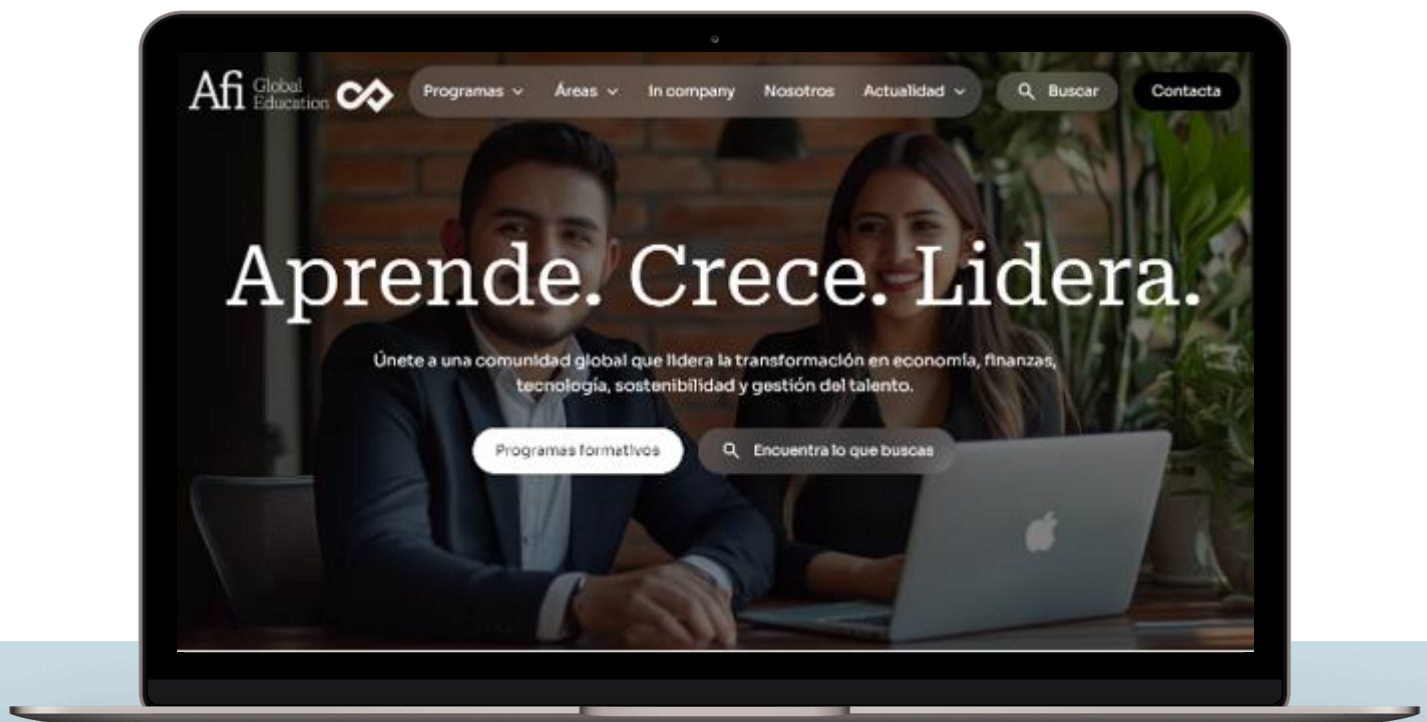 Afi Global Education
Programas
Áreas
In company
Nosotros
Actualidad
Buscar
Contacta
Aprende. Crece. Lidera.
Únete a una comunidad global que lidera la transformación en economía, finanzas,
tecnología, sostenibilidad y gestión del talento.
Programas formativos
Encuentra lo que buscas